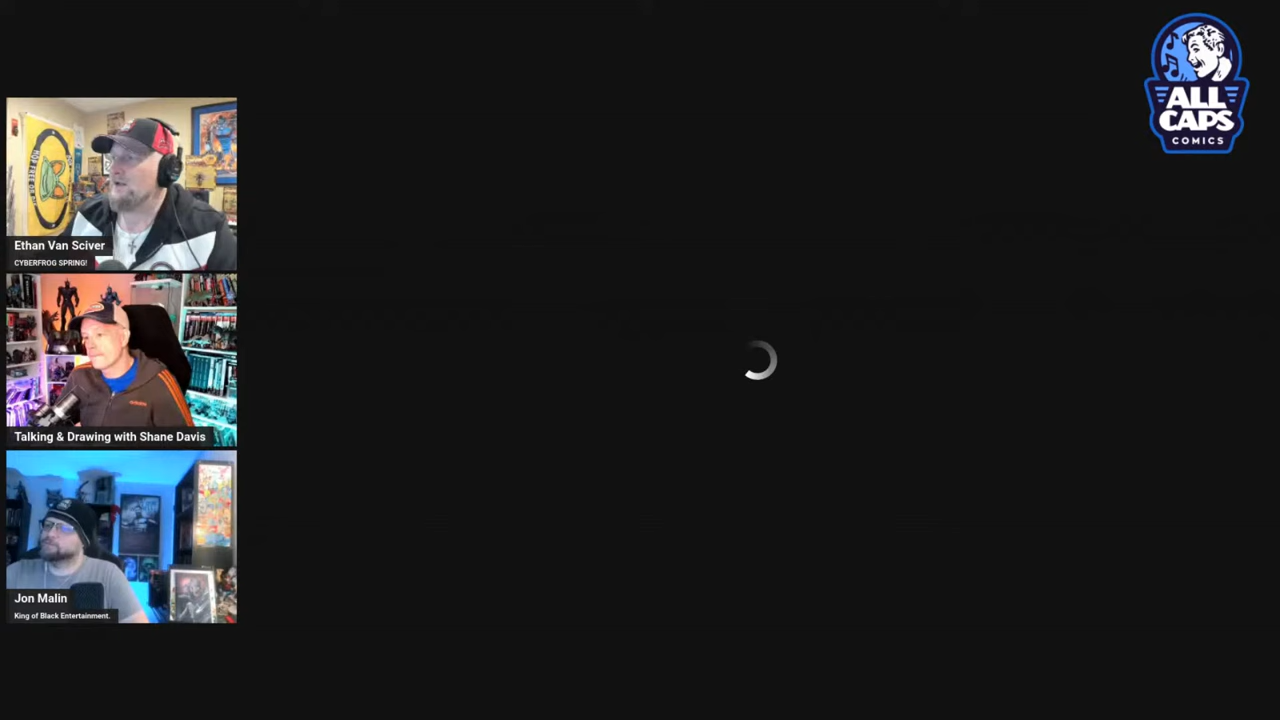 ALL
CAPS
COMICS
Ethan Van Sciver
CYBERFROG SPRING!
Talking & Drawing with Shane Davis
Jon Malin
King of Black Entertainment.